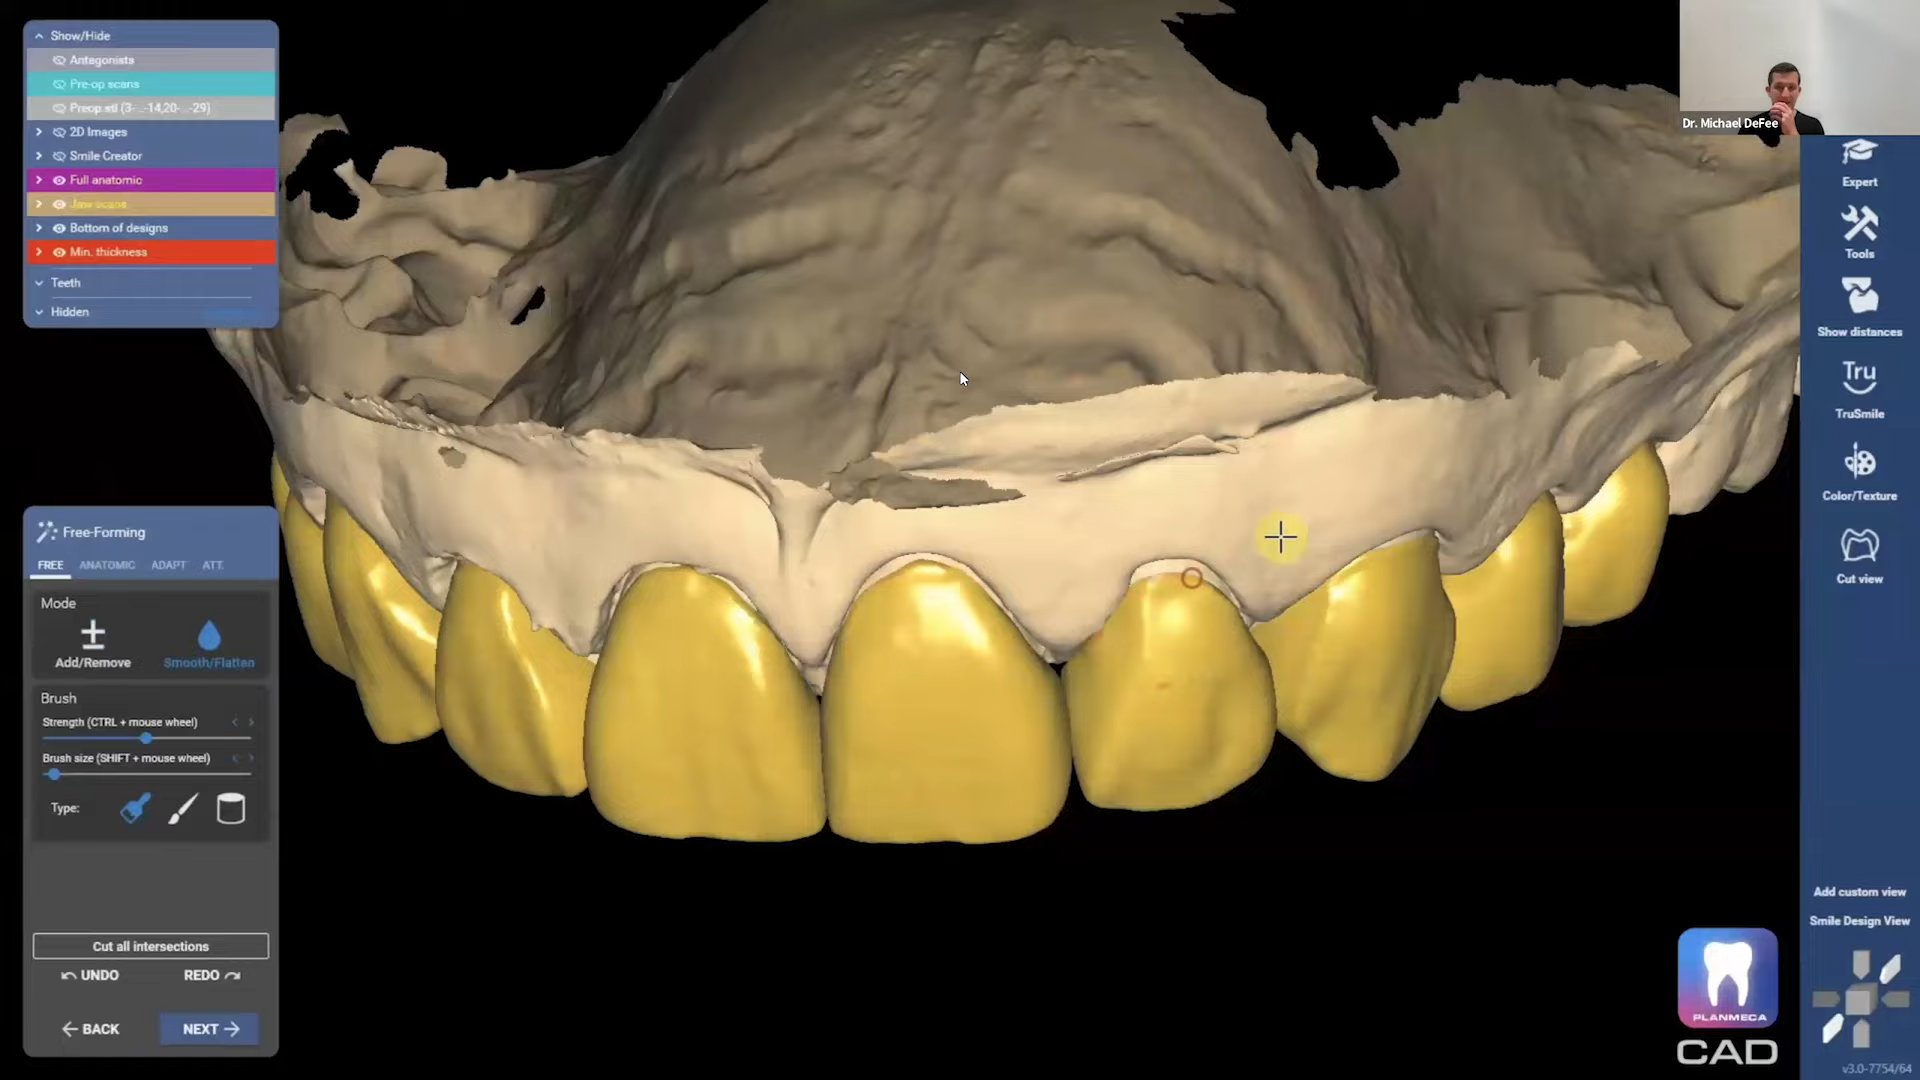 Show/Hide
Antagonists
Pre-op scans
Preop stl (3-...-14,20-...-29)
2D Images
Smile Creator
Full anatomic
Jaw scans
Bottom of designs
Min. thickness
Teeth
Hidden
Free-Forming
FREE ANATOMIC ADAPT ATT.
Mode
Add/Remove Smooth/Flatten
Brush
Strength (CTRL + mouse wheel)
Brush size (SHIFT + mouse wheel)
Type:
Cut all intersections
UNDO REDO
BACK NEXT
Dr. Michael DeFee
Expert
Tools
Show distances
Tru
TruSmile
Color/Texture
Cut view
Add custom view
Smile Design View
PLANMECA
CAD
v3.0-7754/64